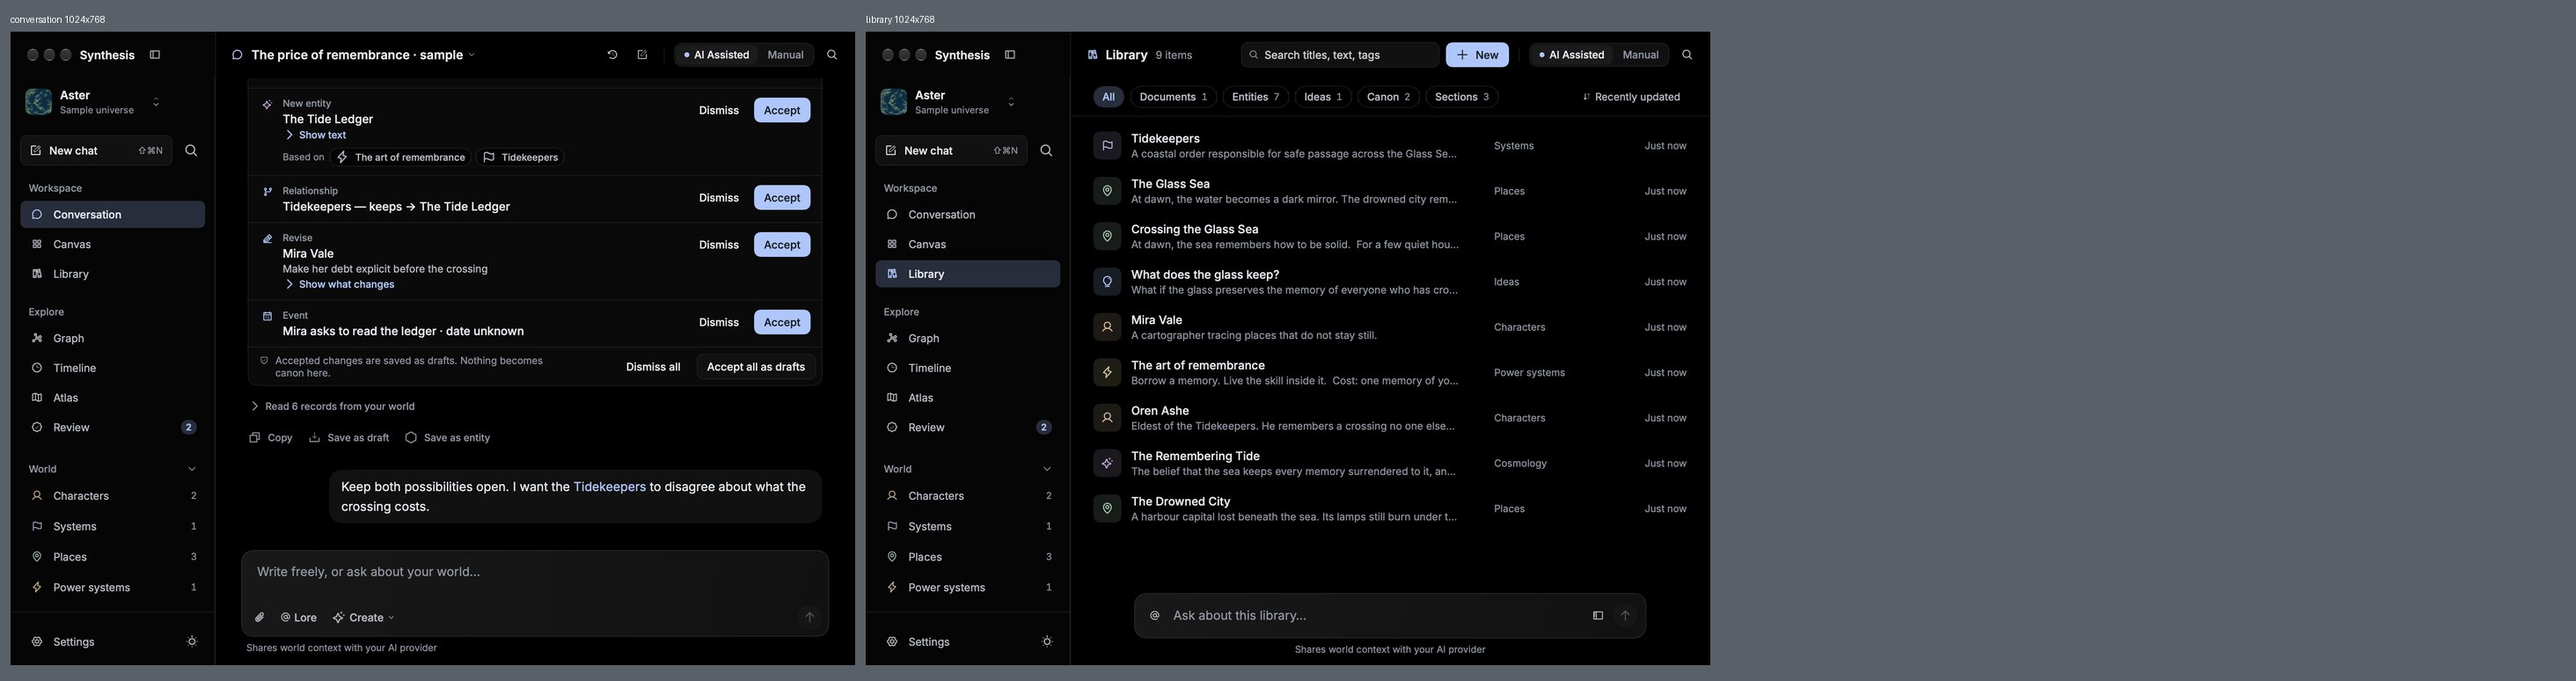 conversation 1024x768
Synthesis
Aster
Sample universe
New chat ⇧⌘N
Workspace
Conversation
Canvas
Library
Explore
Graph
Timeline
Atlas
Review 2
World
Characters 2
Systems 1
Places 3
Power systems 1
Settings
The price of remembrance · sample
AI Assisted Manual
New entity
The Tide Ledger
Show text
Based on The art of remembrance Tidekeepers
Dismiss Accept
Relationship
Tidekeepers — keeps → The Tide Ledger
Dismiss Accept
Revise
Mira Vale
Make her debt explicit before the crossing
Show what changes
Dismiss Accept
Event
Mira asks to read the ledger · date unknown
Dismiss Accept
Accepted changes are saved as drafts. Nothing becomes
canon here.
Dismiss all Accept all as drafts
Read 6 records from your world
Copy Save as draft Save as entity
Keep both possibilities open. I want the Tidekeepers to disagree about what the
crossing costs.
Write freely, or ask about your world...
@ Lore Create
Shares world context with your AI provider
library 1024x768
Synthesis
Aster
Sample universe
New chat ⇧⌘N
Workspace
Conversation
Canvas
Library
Explore
Graph
Timeline
Atlas
Review 2
World
Characters 2
Systems 1
Places 3
Power systems 1
Settings
Library 9 items
Search titles, text, tags
+ New
AI Assisted Manual
All Documents 1 Entities 7 Ideas 1 Canon 2 Sections 3
Recently updated
Tidekeepers
A coastal order responsible for safe passage across the Glass Se...
Systems Just now
The Glass Sea
At dawn, the water becomes a dark mirror. The drowned city rem...
Places Just now
Crossing the Glass Sea
At dawn, the sea remembers how to be solid. For a few quiet hou...
Places Just now
What does the glass keep?
What if the glass preserves the memory of everyone who has cro...
Ideas Just now
Mira Vale
A cartographer tracing places that do not stay still.
Characters Just now
The art of remembrance
Borrow a memory. Live the skill inside it. Cost: one memory of yo...
Power systems Just now
Oren Ashe
Eldest of the Tidekeepers. He remembers a crossing no one else...
Characters Just now
The Remembering Tide
The belief that the sea keeps every memory surrendered to it, an...
Cosmology Just now
The Drowned City
A harbour capital lost beneath the sea. Its lamps still burn under t...
Places Just now
@ Ask about this library...
Shares world context with your AI provider